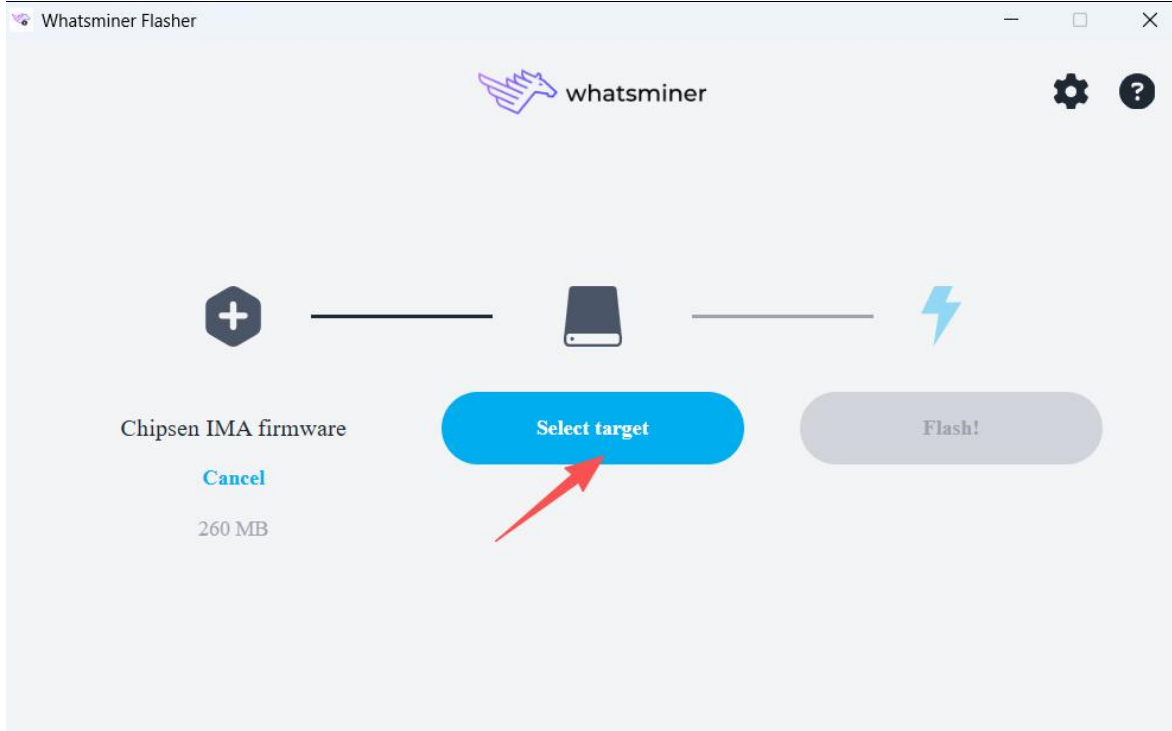 Whatsminer Flasher
whatsminer
?
Chipsen IMA firmware
Select target
Flash!
Cancel
260 MB